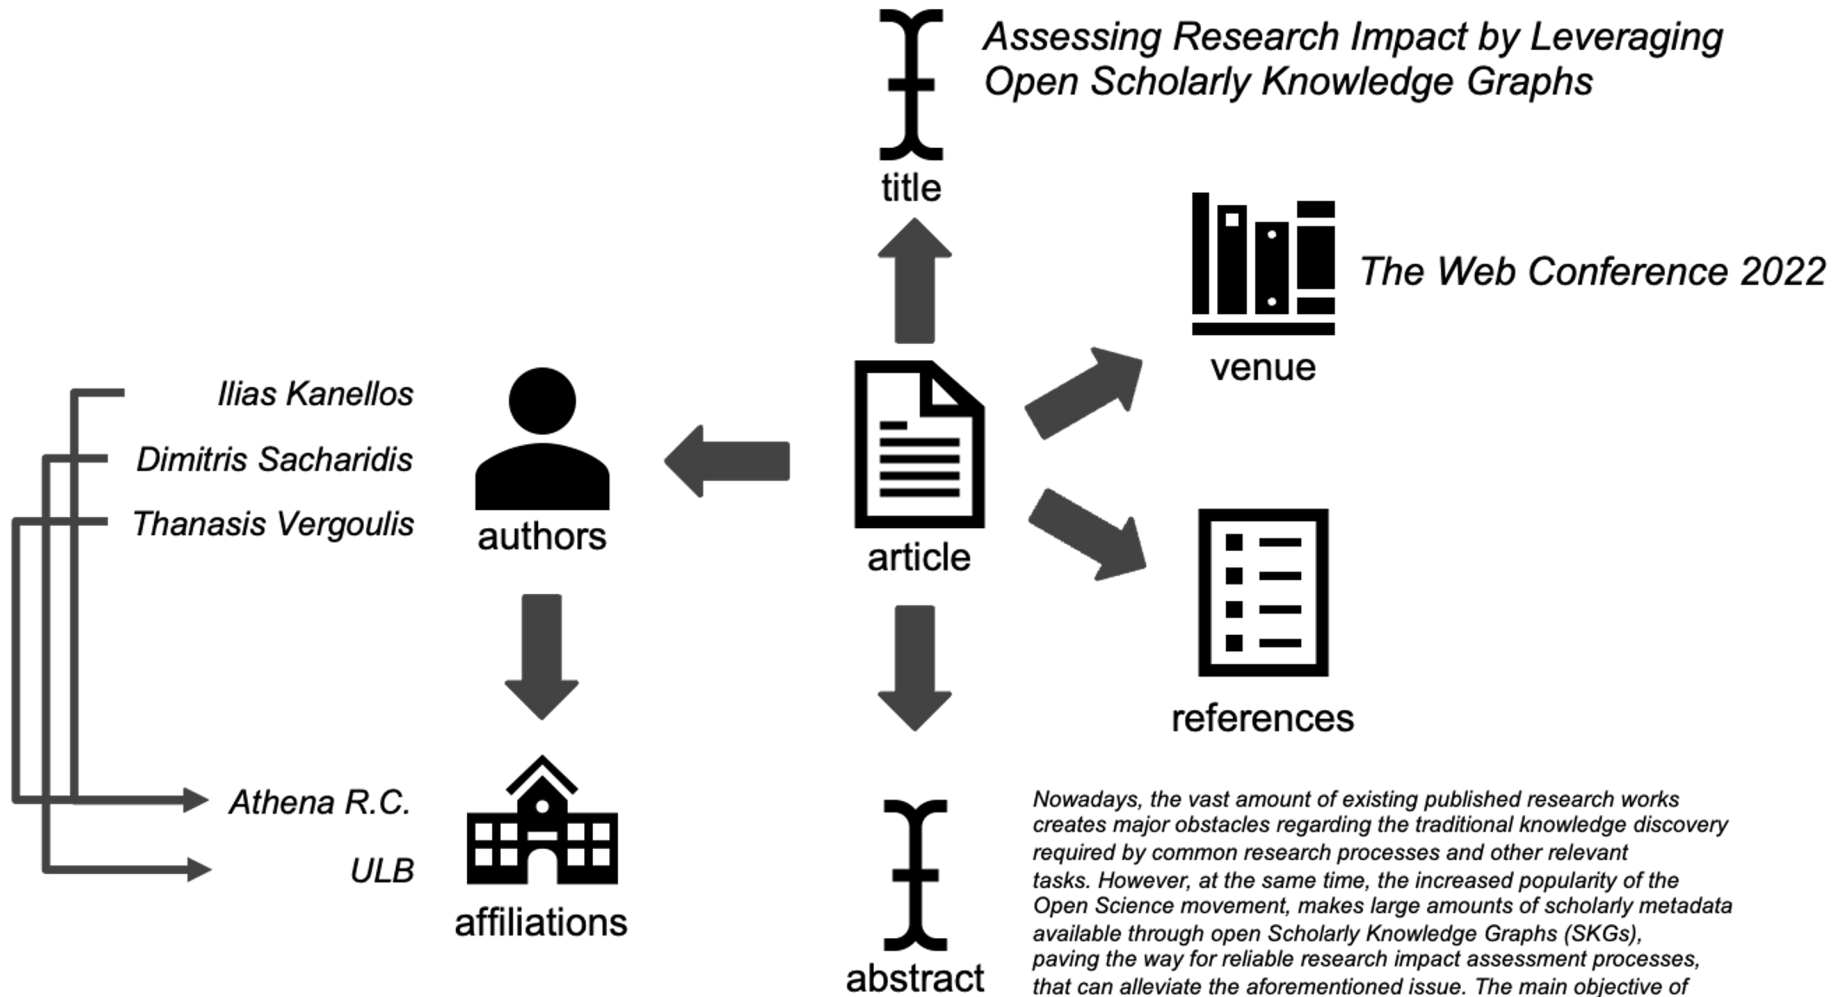 Assessing Research Impact by Leveraging
Open Scholarly Knowledge Graphs
title
The Web Conference 2022
venue
Ilias Kanellos
Dimitris Sacharidis
Thanasis Vergoulis
authors
article
references
Athena R.C.
ULB
affiliations
abstract
Nowadays, the vast amount of existing published research works
creates major obstacles regarding the traditional knowledge discovery
required by common research processes and other relevant
tasks. However, at the same time, the increased popularity of the
Open Science movement, makes large amounts of scholarly metadata
available through open Scholarly Knowledge Graphs (SKGs),
paving the way for reliable research impact assessment processes,
that can alleviate the aforementioned issue. The main objective of